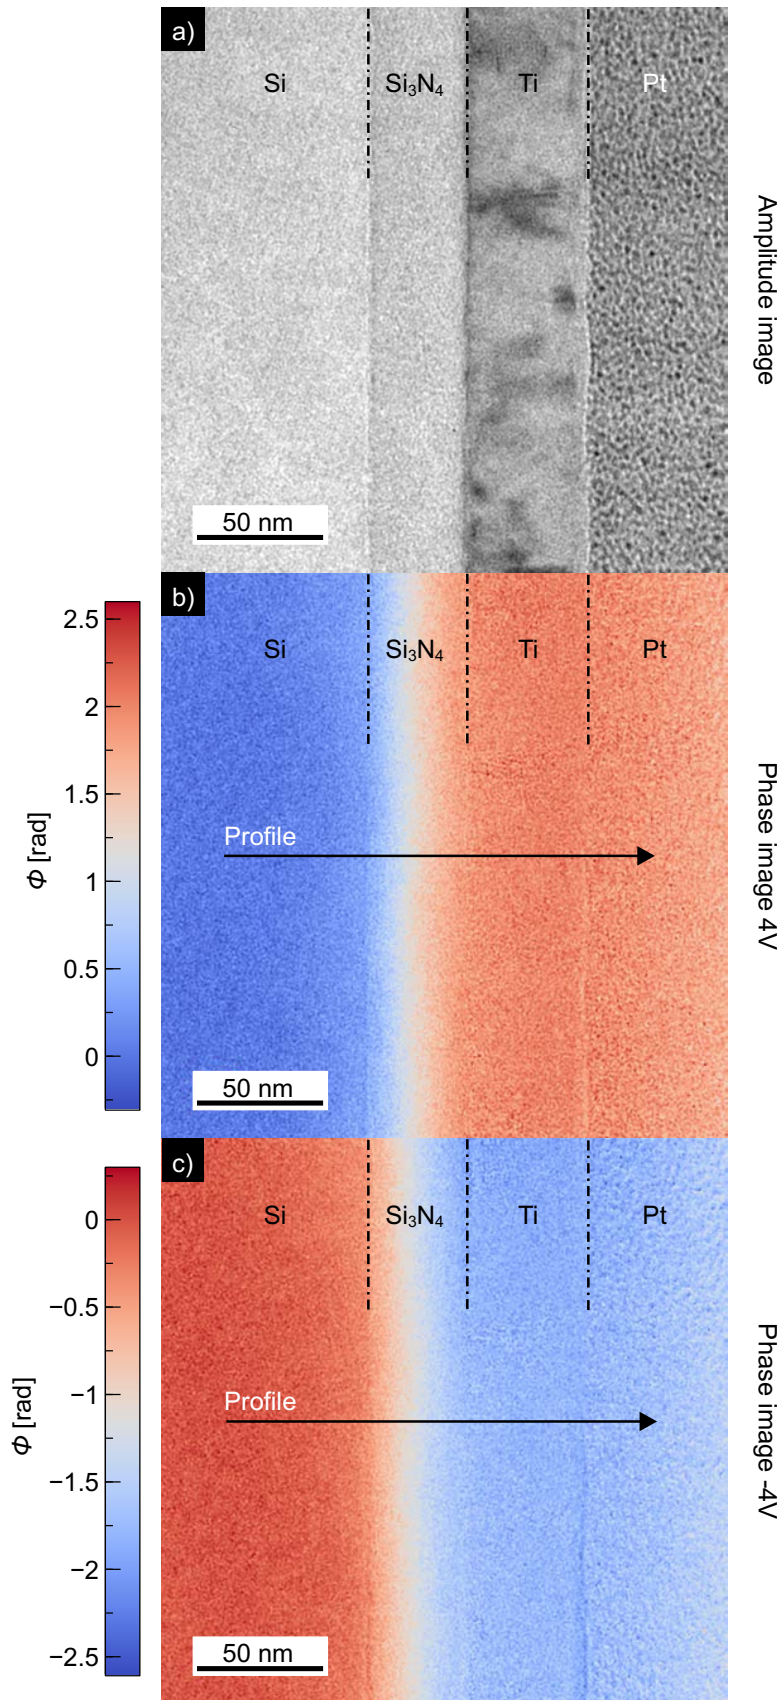 a)
Si
Si₃N₄
Ti
Pt
50 nm
Amplitude image
b)
Si
Si₃N₄
Ti
Pt
Profile
50 nm
2.5
2
1.5
1
0.5
0
Φ [rad]
Phase image 4V
c)
Si
Si₃N₄
Ti
Pt
Profile
50 nm
0
−0.5
−1
−1.5
−2
−2.5
Φ [rad]
Phase image -4V